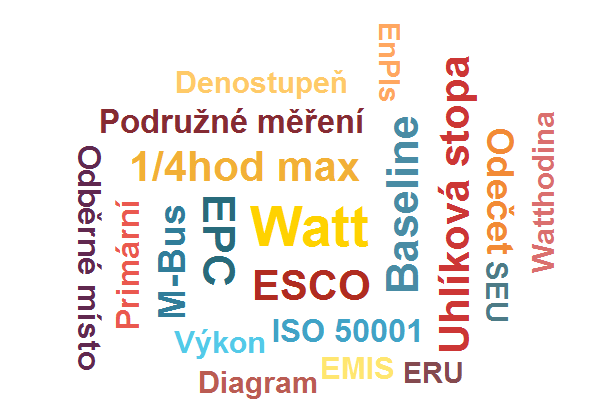 Denostupeň
EnPIs
Podružné měření
1/4hod max
Odběrné místo
Primární
M-Bus
EPC
Watt
Baseline
Uhlíková stopa
Odečet
Watthodina
ESCO
SEU
Výkon
ISO 50001
Diagram
EMIS
ERU